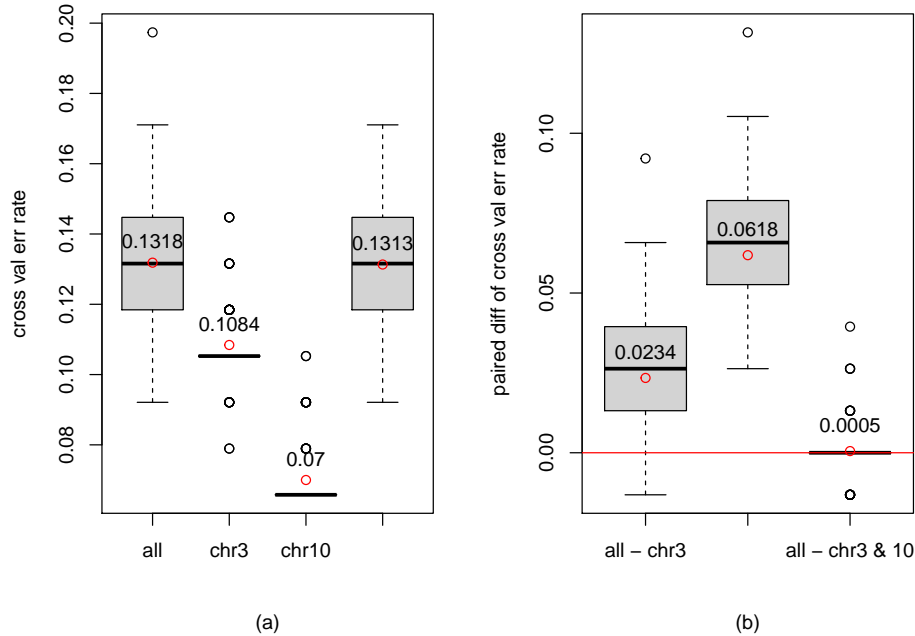 cross val err rate
0.20
0.18
0.16
0.14
0.12
0.10
0.08
0.1318
0.1084
0.07
0.1313
all
chr3
chr10
(a)
paired diff of cross val err rate
0.10
0.05
0.00
0.0234
0.0618
0.0005
all − chr3
all − chr3 & 10
(b)